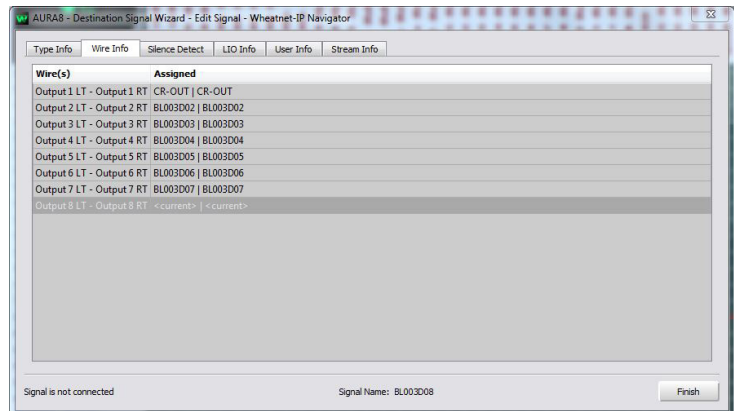 AURA8 - Destination Signal Wizard - Edit Signal - Wheatnet-IP Navigator
Type Info Wire Info Silence Detect LIO Info User Info Stream Info
Wire(s) Assigned
Output 1 LT - Output 1 RT CR-OUT | CR-OUT
Output 2 LT - Output 2 RT BL003D02 | BL003D02
Output 3 LT - Output 3 RT BL003D03 | BL003D03
Output 4 LT - Output 4 RT BL003D04 | BL003D04
Output 5 LT - Output 5 RT BL003D05 | BL003D05
Output 6 LT - Output 6 RT BL003D06 | BL003D06
Output 7 LT - Output 7 RT BL003D07 | BL003D07
Output 8 LT - Output 8 RT <current> | <current>
Signal is not connected Signal Name: BL003D08 Finish